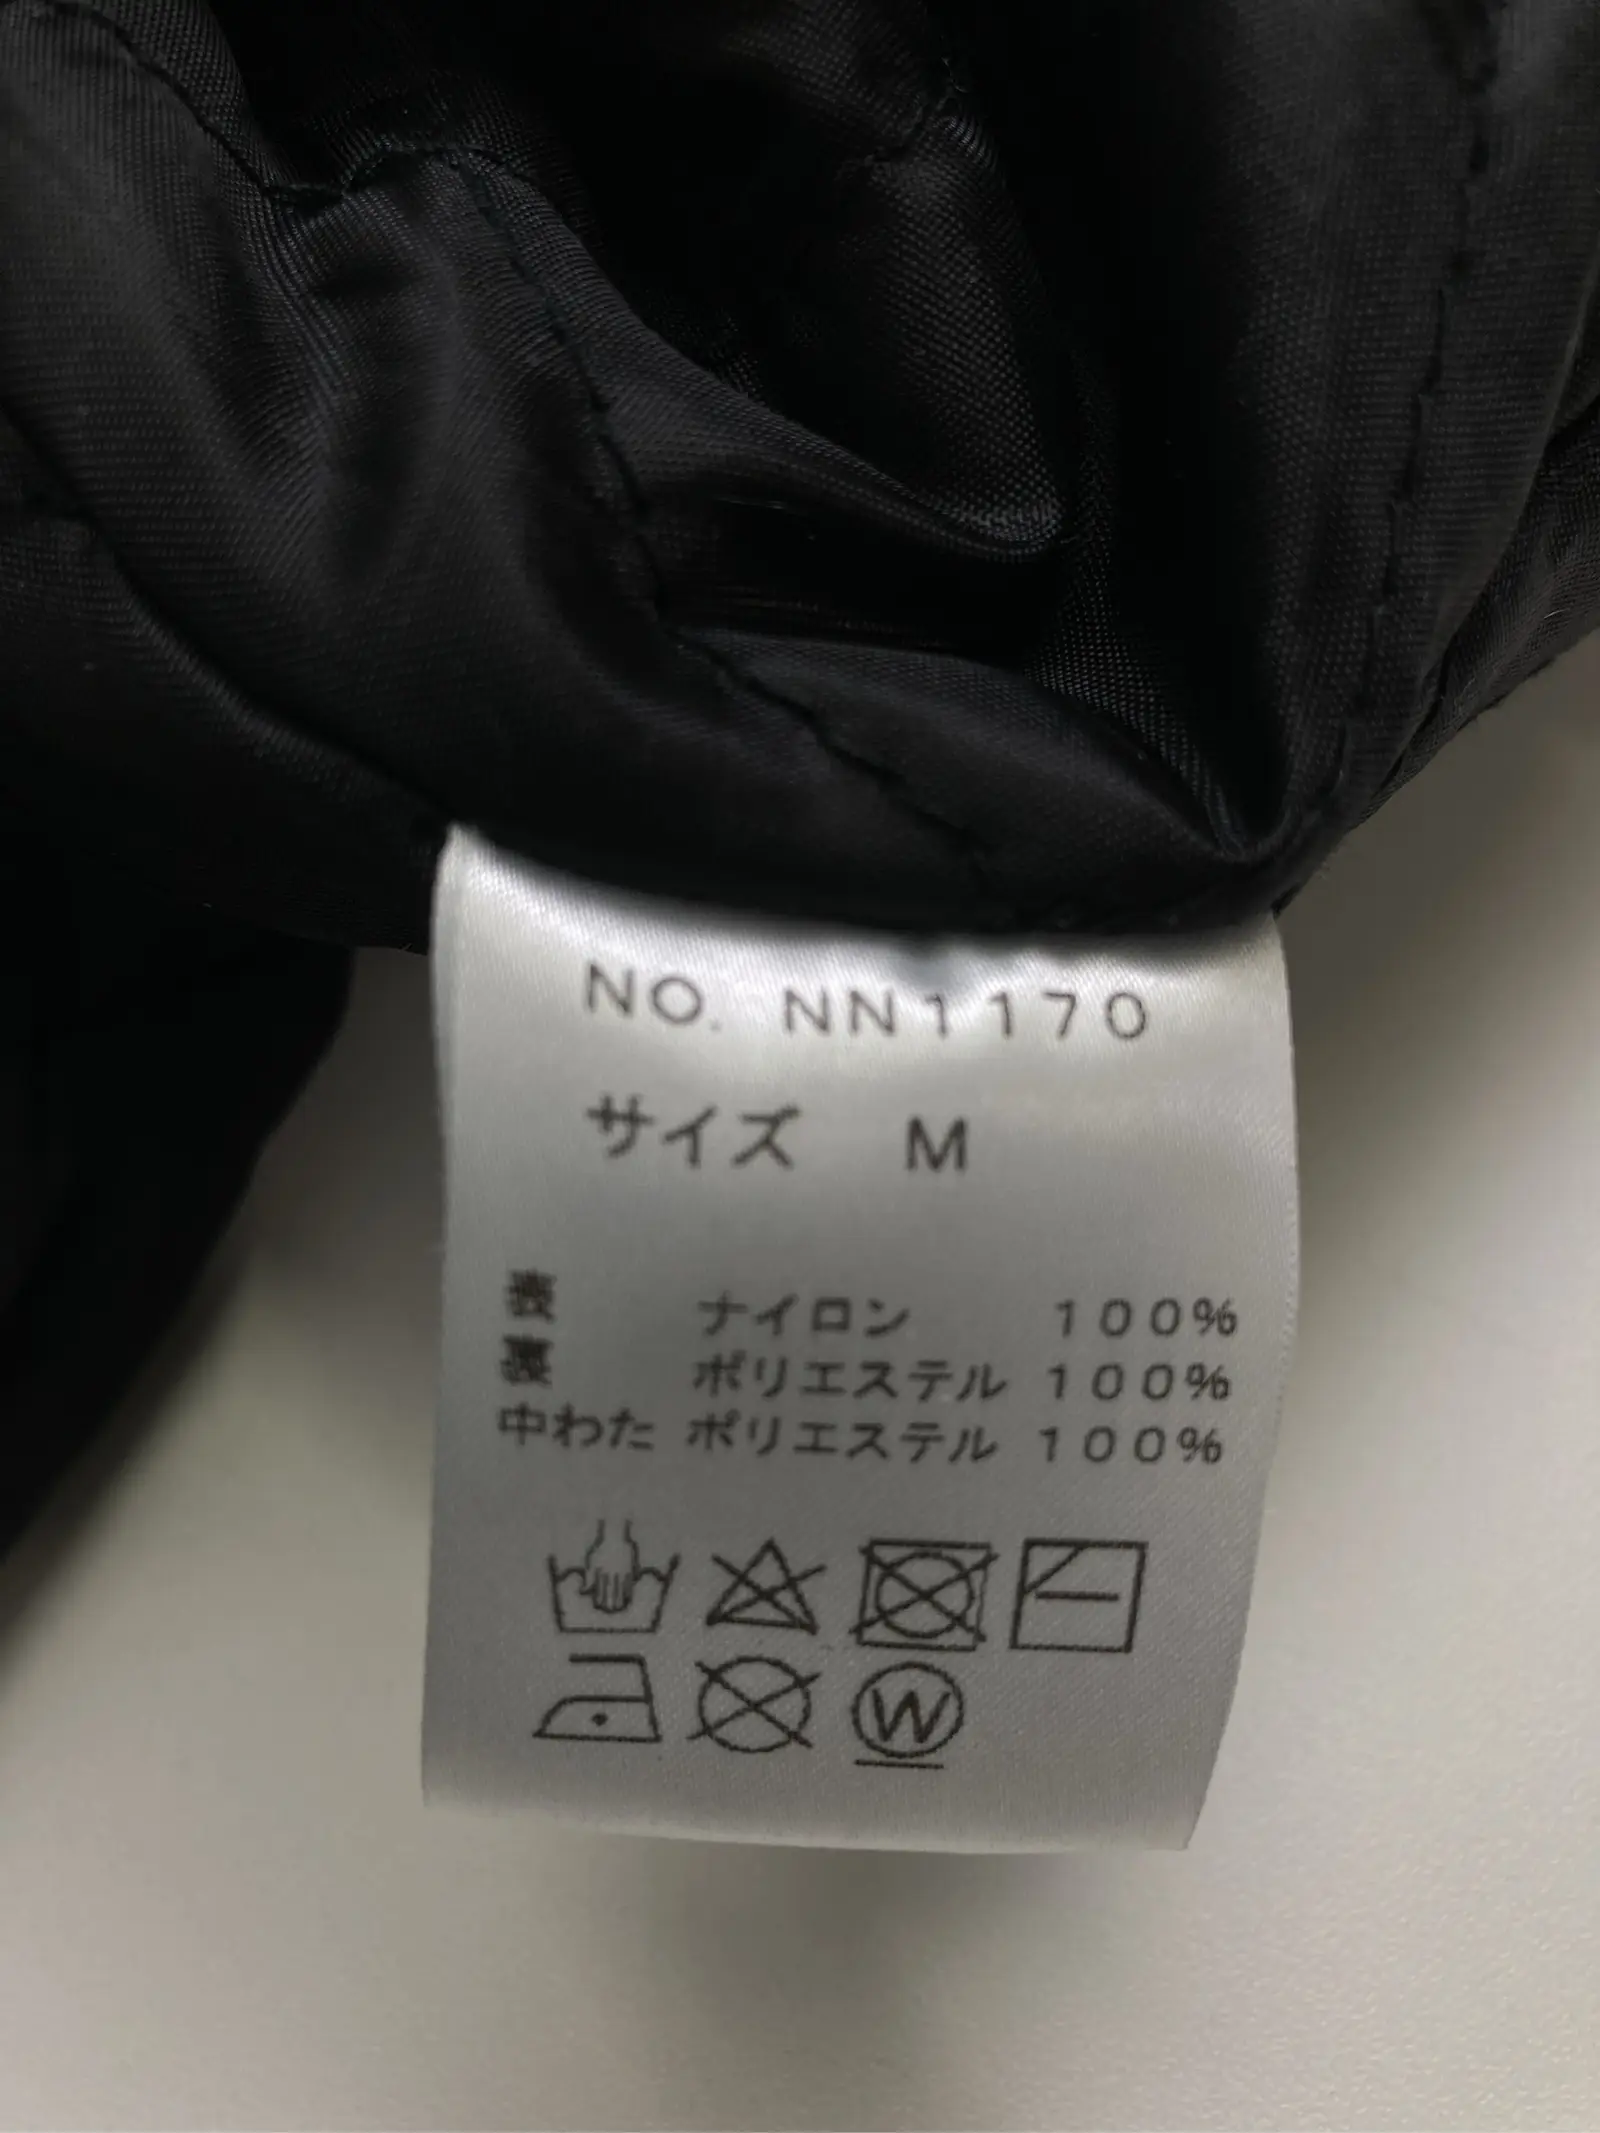 NO. NN1170
サイズ M
表 ナイロン 100%
裏 ポリエステル 100%
中わた ポリエステル 100%
W